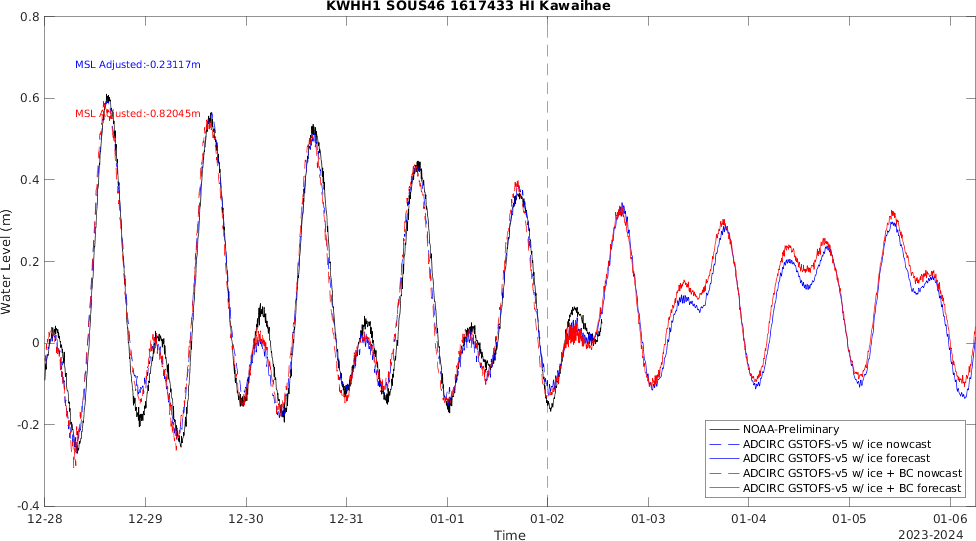 KWHH1 SOUS46 1617433 HI Kawaihae
0.8
MSL Adjusted:-0.23117m
0.6
MSL Adjusted:-0.82045m
0.4
0.2
0
-0.2
-0.4
Water Level (m)
NOAA-Preliminary
ADCIRC GSTOFS-v5 w/ ice nowcast
ADCIRC GSTOFS-v5 w/ ice forecast
ADCIRC GSTOFS-v5 w/ ice + BC nowcast
ADCIRC GSTOFS-v5 w/ ice + BC forecast
12-28 12-29 12-30 12-31 01-01 01-02 01-03 01-04 01-05 01-06
Time
2023-2024